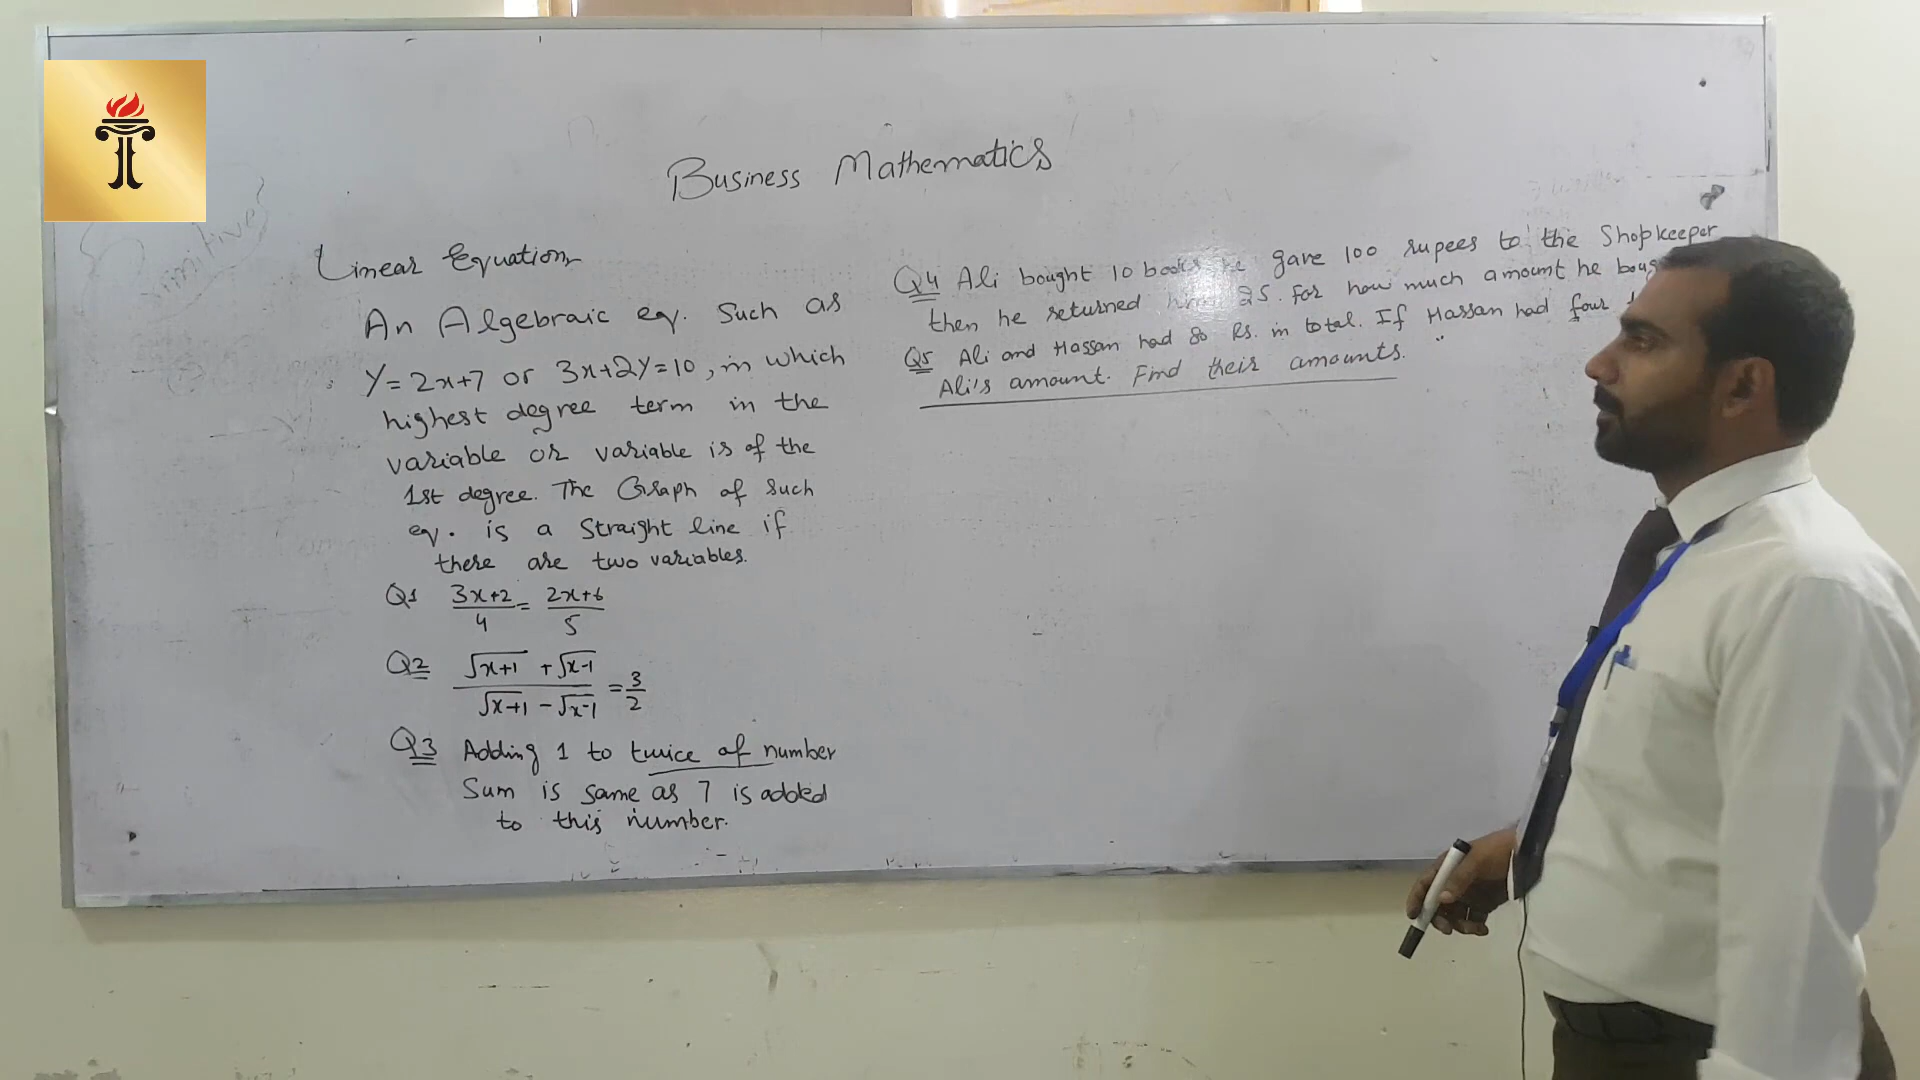 Business Mathematics
Linear Equation
An Algebraic eq. Such as
Y=2x+7 or 3x+2Y=10, in which
highest degree term in the
variable or variable is of the
1st degree. The Graph of such
eq. is a Straight line if
there are two variables.
Q1 (3x+2)/4 = (2x+6)/5
Q2 (√x+1 + √x-1)/(√x+1 - √x-1) = 3/2
Q3 Adding 1 to twice of number
Sum is same as 7 is added
to this number.
Q4 Ali bought 10 books he gave 100 rupees to the Shopkeeper
then he returned him 25. For how much amount he
Q5 Ali and Hassan had 80 Rs. in total. If Hassan had four
Ali's amount. Find their amounts.